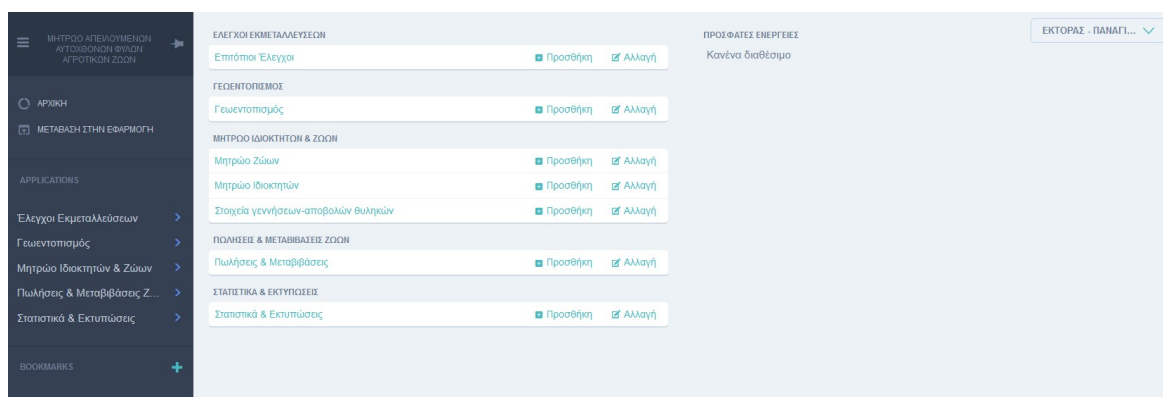 ΜΗΤΡΩΟ ΑΠΕΙΛΟΥΜΕΝΩΝ
ΑΥΤΟΧΘΟΝΩΝ ΦΥΛΩΝ
ΑΓΡΟΤΙΚΩΝ ΖΩΩΝ
ΑΡΧΙΚΗ
ΜΕΤΑΒΑΣΗ ΣΤΗΝ ΕΦΑΡΜΟΓΗ
APPLICATIONS
Έλεγχοι Εκμεταλλεύσεων
Γεωεντοπισμός
Μητρώο Ιδιοκτητών & Ζώων
Πωλήσεις & Μεταβιβάσεις Ζ...
Στατιστικά & Εκτυπώσεις
BOOKMARKS
ΕΛΕΓΧΟΙ ΕΚΜΕΤΑΛΛΕΥΣΕΩΝ
Επιτόπιοι Έλεγχοι Προσθήκη Αλλαγή
ΓΕΩΕΝΤΟΠΙΣΜΟΣ
Γεωεντοπισμός Προσθήκη Αλλαγή
ΜΗΤΡΩΟ ΙΔΙΟΚΤΗΤΩΝ & ΖΩΩΝ
Μητρώο Ζώων Προσθήκη Αλλαγή
Μητρώο Ιδιοκτητών Προσθήκη Αλλαγή
Στοιχεία γεννήσεων-αποβολών θυληκών Προσθήκη Αλλαγή
ΠΩΛΗΣΕΙΣ & ΜΕΤΑΒΙΒΑΣΕΙΣ ΖΩΩΝ
Πωλήσεις & Μεταβιβάσεις Προσθήκη Αλλαγή
ΣΤΑΤΙΣΤΙΚΑ & ΕΚΤΥΠΩΣΕΙΣ
Στατιστικά & Εκτυπώσεις Προσθήκη Αλλαγή
ΠΡΟΣΦΑΤΕΣ ΕΝΕΡΓΕΙΕΣ
Κανένα διαθέσιμο
ΕΚΤΟΡΑΣ - ΠΑΝΑΓΙ...